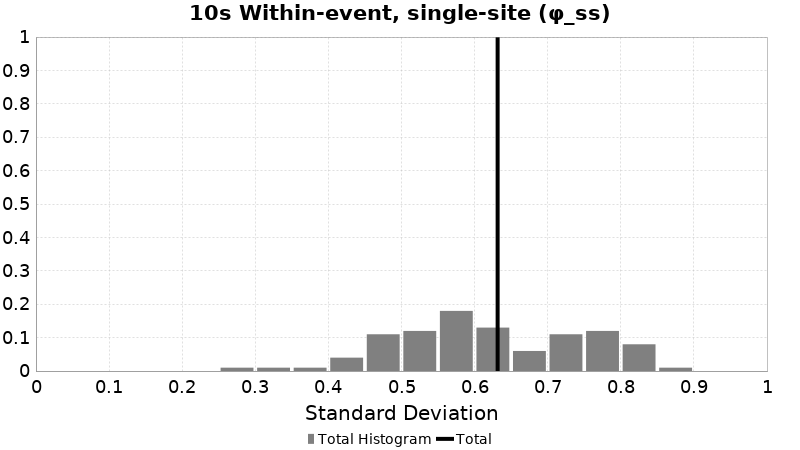 10s Within-event, single-site (φ_ss)
1
0.9
0.8
0.7
0.6
0.5
0.4
0.3
0.2
0.1
0
0 0.1 0.2 0.3 0.4 0.5 0.6 0.7 0.8 0.9 1
Standard Deviation
Total Histogram Total